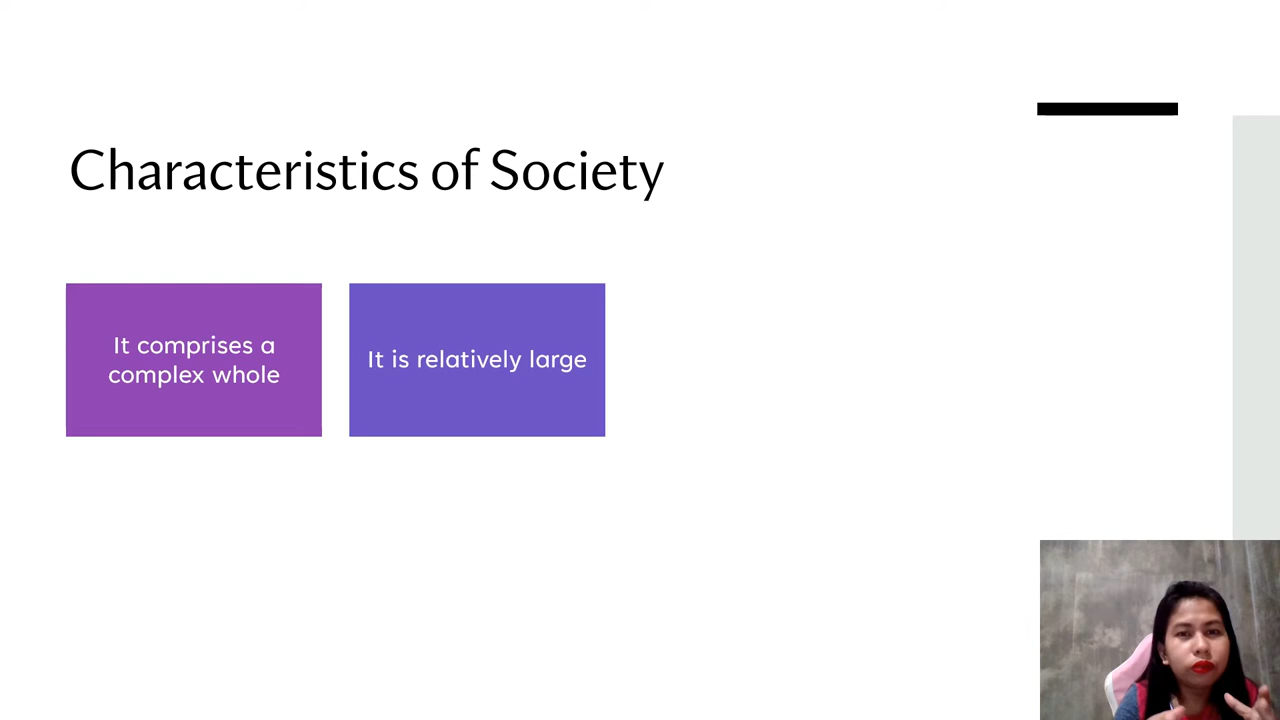 Characteristics of Society
It comprises a
complex whole
It is relatively large